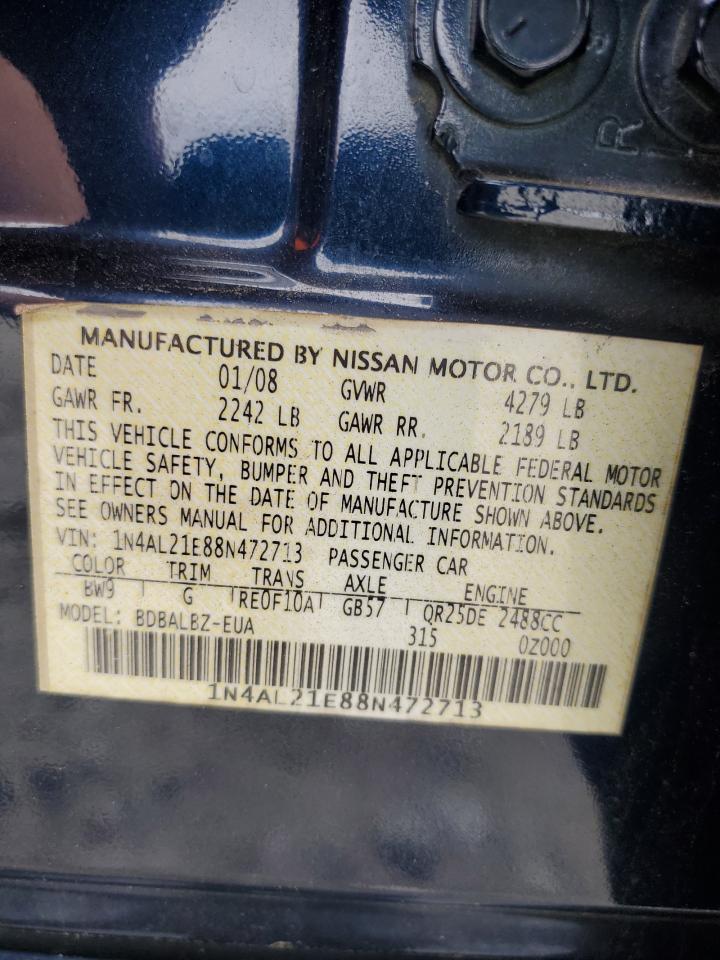 R
MANUFACTURED BY NISSAN MOTOR CO., LTD.
DATE 01/08 GVWR 4279 LB
GAWR FR. 2242 LB GAWR RR. 2189 LB
THIS VEHICLE CONFORMS TO ALL APPLICABLE FEDERAL MOTOR
VEHICLE SAFETY, BUMPER AND THEFT PREVENTION STANDARDS
IN EFFECT ON THE DATE OF MANUFACTURE SHOWN ABOVE.
SEE OWNERS MANUAL FOR ADDITIONAL INFORMATION.
VIN: 1N4AL21E88N472713 PASSENGER CAR
COLOR TRIM TRANS AXLE ENGINE
BW9 G RE0F10A GB57 QR25DE 2488CC
MODEL: BDBALBZ-EUA 315 0Z000
1N4AL21E88N472713